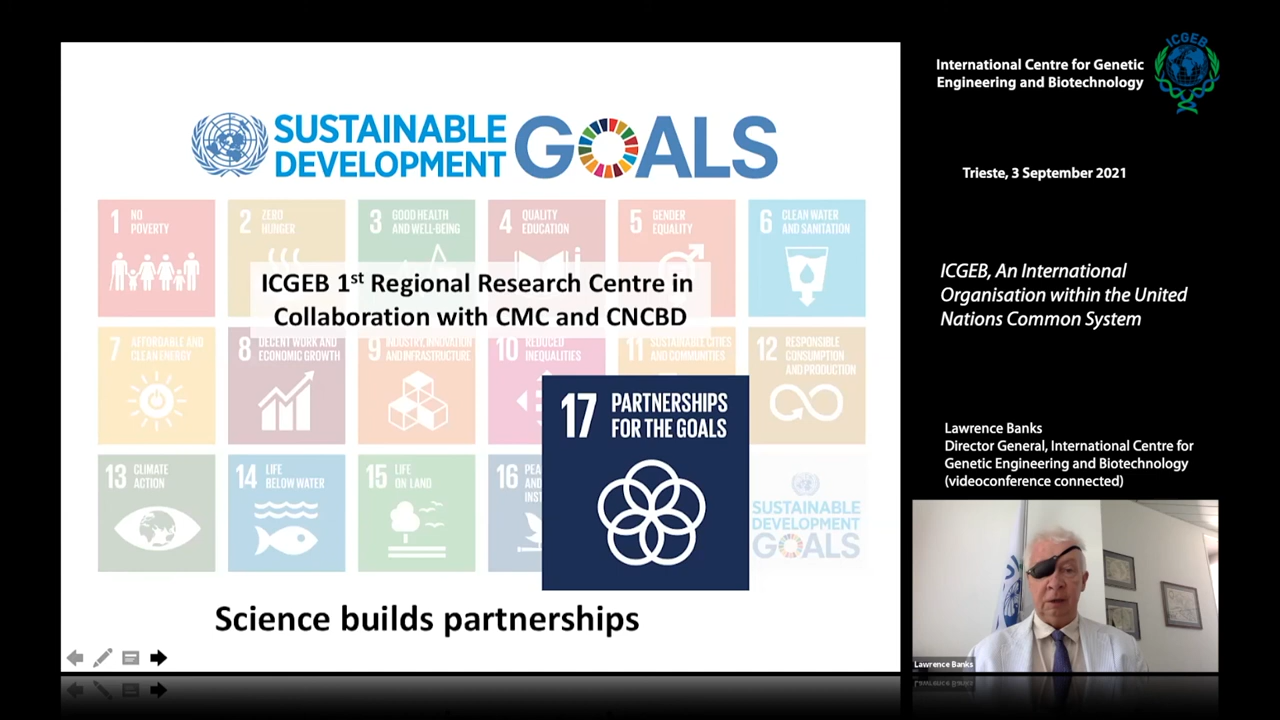 SUSTAINABLE
DEVELOPMENT
GOALS
1 NO
POVERTY
2 ZERO
HUNGER
3 GOOD HEALTH
AND WELL-BEING
4 QUALITY
EDUCATION
5 GENDER
EQUALITY
6 CLEAN WATER
AND SANITATION
ICGEB 1st Regional Research Centre in
Collaboration with CMC and CNCBD
7 AFFORDABLE AND
CLEAN ENERGY
8 DECENT WORK AND
ECONOMIC GROWTH
9 INDUSTRY, INNOVATION
AND INFRASTRUCTURE
10 REDUCED
INEQUALITIES
11 SUSTAINABLE CITIES
AND COMMUNITIES
12 RESPONSIBLE
CONSUMPTION
AND PRODUCTION
13 CLIMATE
ACTION
14 LIFE
BELOW WATER
15 LIFE
ON LAND
16 PEA
AND
INST
17 PARTNERSHIPS
FOR THE GOALS
SUSTAINABLE
DEVELOPMENT
GOALS
Science builds partnerships
International Centre for Genetic
Engineering and Biotechnology
ICGEB
Trieste, 3 September 2021
ICGEB, An International
Organisation within the United
Nations Common System
Lawrence Banks
Director General, International Centre for
Genetic Engineering and Biotechnology
(videoconference connected)
Lawrence Banks